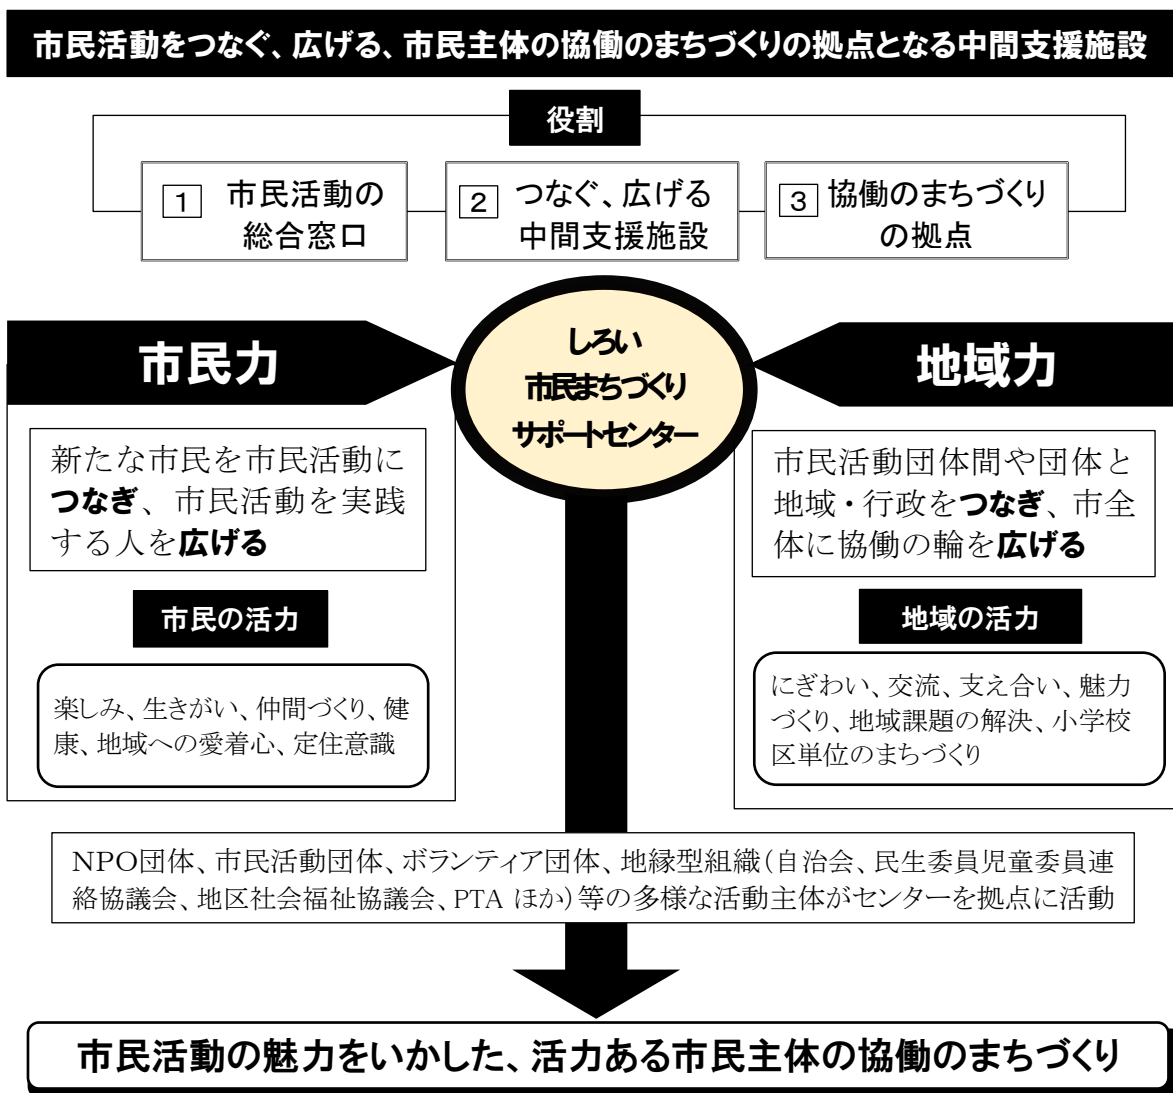 市民活動をつなぐ、広げる、市民主体の協働のまちづくりの拠点となる中間支援施設
役割
1 市民活動の
総合窓口
2 つなぐ、広げる
中間支援施設
3 協働のまちづくり
の拠点
しろい
市民まちづくり
サポートセンター
市民力
新たな市民を市民活動に
つなぎ、市民活動を実践
する人を広げる
市民の活力
楽しみ、生きがい、仲間づくり、健
康、地域への愛着心、定住意識
地域力
市民活動団体間や団体と
地域・行政をつなぎ、市全
体に協働の輪を広げる
地域の活力
にぎわい、交流、支え合い、魅力
づくり、地域課題の解決、小学校
区単位のまちづくり
NPO団体、市民活動団体、ボランティア団体、地縁型組織(自治会、民生委員児童委員連
絡協議会、地区社会福祉協議会、PTA ほか)等の多様な活動主体がセンターを拠点に活動
市民活動の魅力をいかした、活力ある市民主体の協働のまちづくり